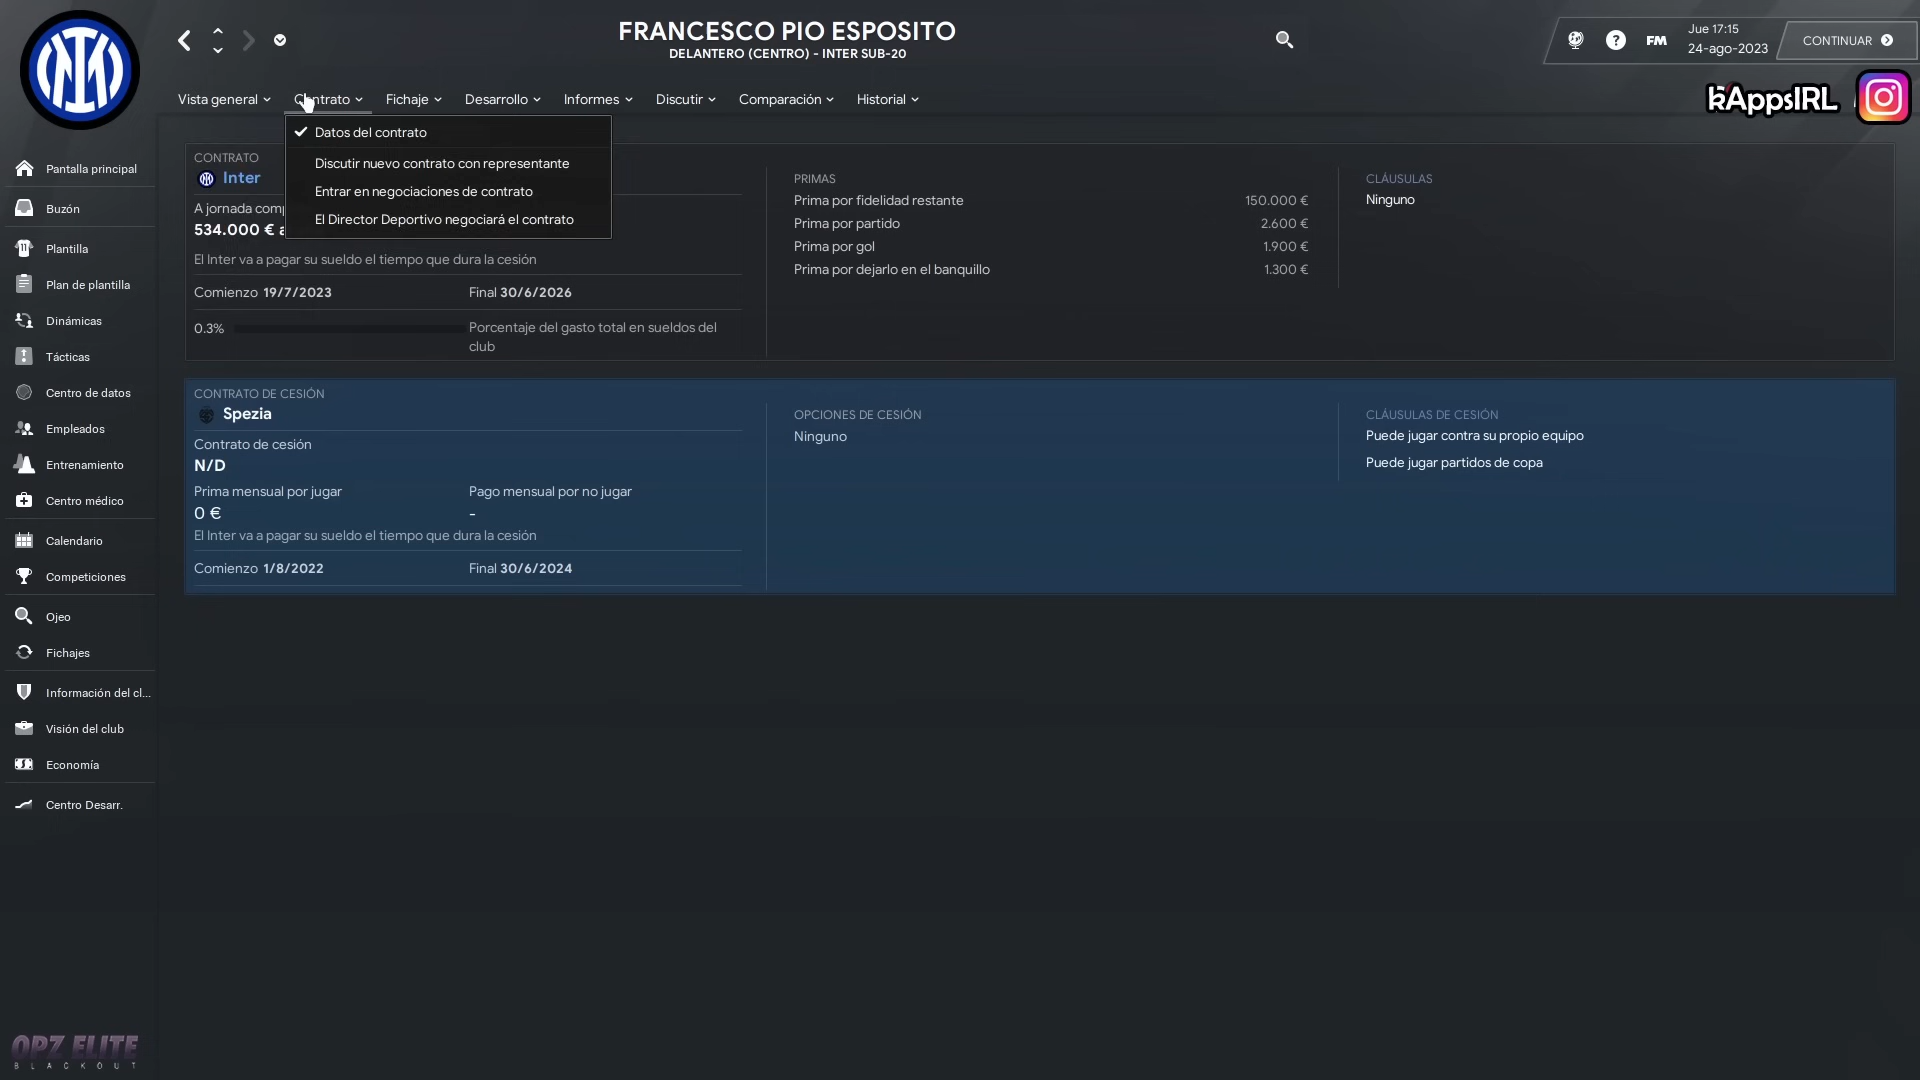 FRANCESCO PIO ESPOSITO
DELANTERO (CENTRO) - INTER SUB-20
Jue 17:15
24-ago-2023
CONTINUAR
FM
kAppsIRL
Vista general
Contrato
Fichaje
Desarrollo
Informes
Discutir
Comparación
Historial
Datos del contrato
Discutir nuevo contrato con representante
Entrar en negociaciones de contrato
El Director Deportivo negociará el contrato
Pantalla principal
Buzón
Plantilla
Plan de plantilla
Dinámicas
Tácticas
Centro de datos
Empleados
Entrenamiento
Centro médico
Calendario
Competiciones
Ojeo
Fichajes
Información del cl...
Visión del club
Economía
Centro Desarr.
OPZ ELITE
BLACKOUT
CONTRATO
Inter
A jornada comp
534.000 € a
El Inter va a pagar su sueldo el tiempo que dura la cesión
Comienzo 19/7/2023
Final 30/6/2026
0.3%
Porcentaje del gasto total en sueldos del
club
PRIMAS
Prima por fidelidad restante 150.000 €
Prima por partido 2.600 €
Prima por gol 1.900 €
Prima por dejarlo en el banquillo 1.300 €
CLÁUSULAS
Ninguno
CONTRATO DE CESIÓN
Spezia
Contrato de cesión
N/D
Prima mensual por jugar
Pago mensual por no jugar
0 €
-
El Inter va a pagar su sueldo el tiempo que dura la cesión
Comienzo 1/8/2022
Final 30/6/2024
OPCIONES DE CESIÓN
Ninguno
CLÁUSULAS DE CESIÓN
Puede jugar contra su propio equipo
Puede jugar partidos de copa